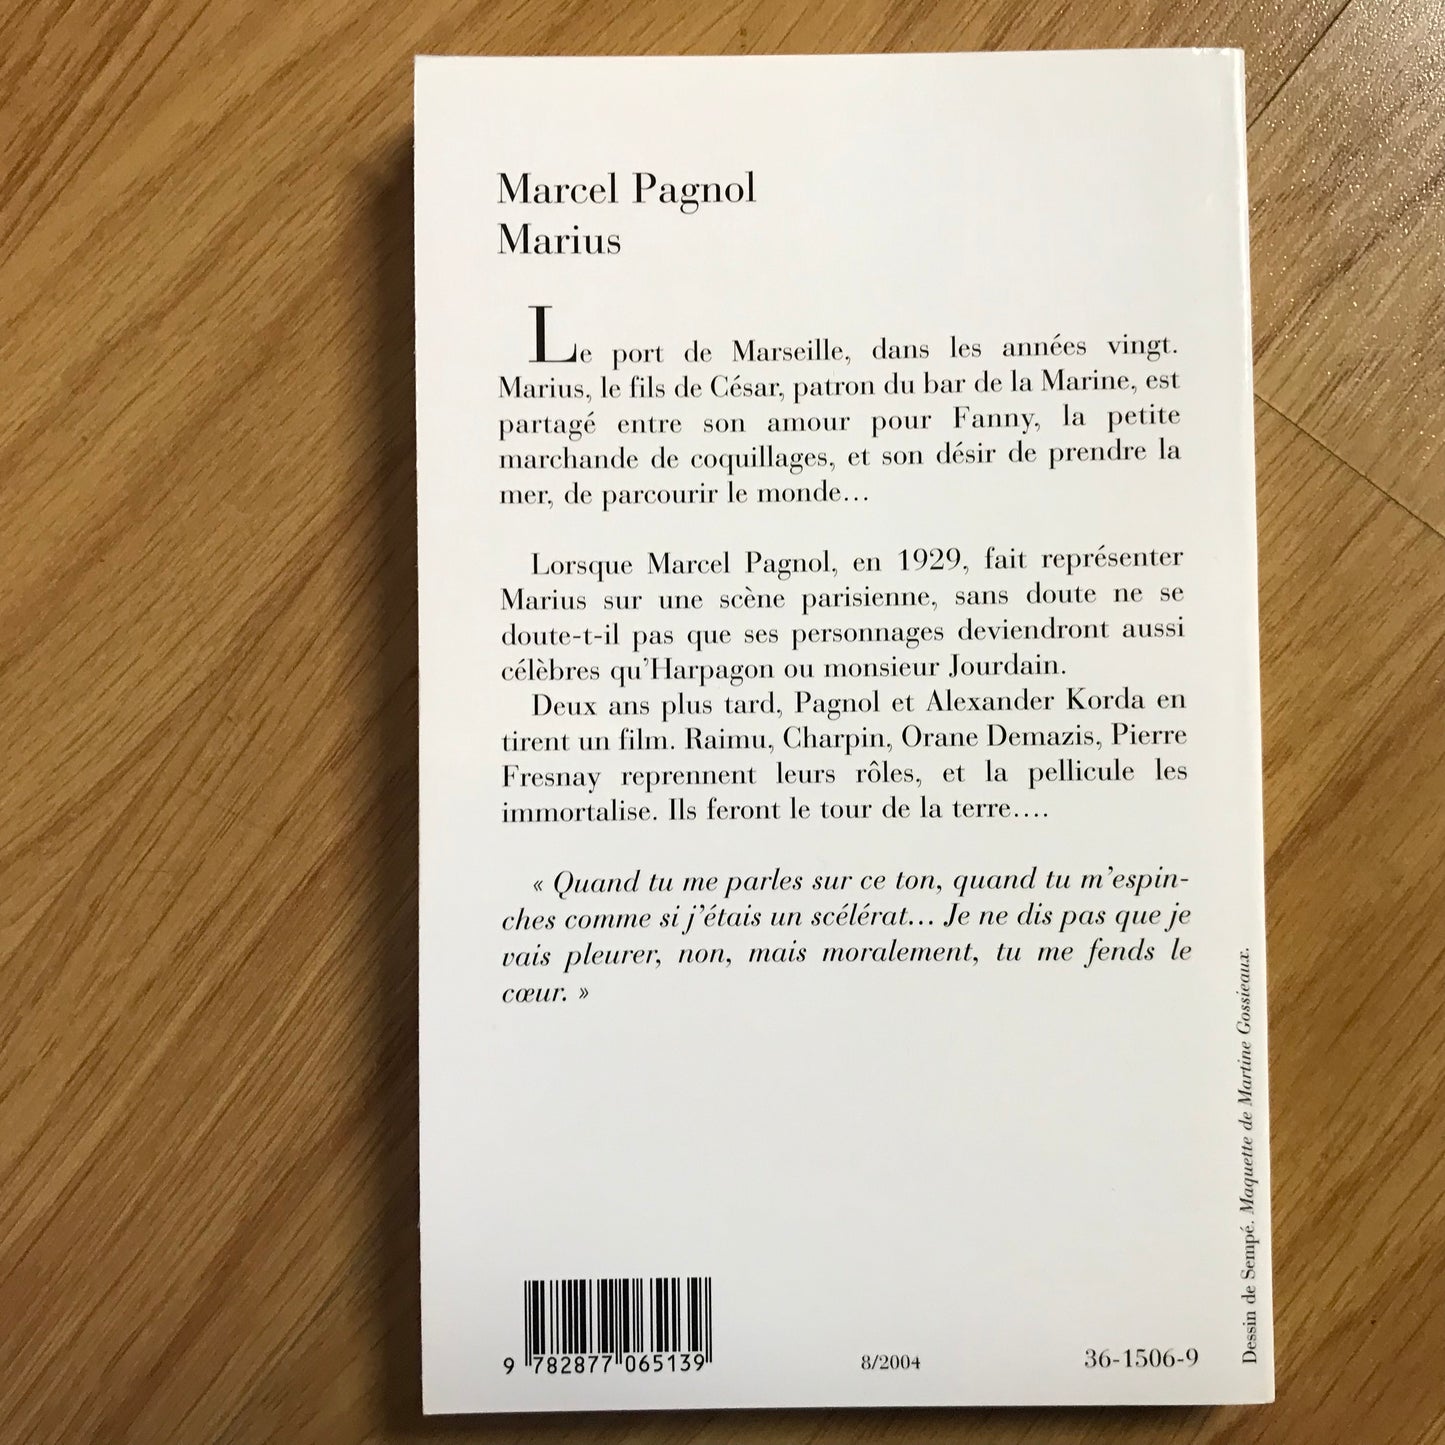 Marcel Pagnol
Marius
Le port de Marseille, dans les années vingt.
Marius, le fils de César, patron du bar de la Marine, est
partagé entre son amour pour Fanny, la petite
marchande de coquillages, et son désir de prendre la
mer, de parcourir le monde…
Lorsque Marcel Pagnol, en 1929, fait représenter
Marius sur une scène parisienne, sans doute ne se
doute-t-il pas que ses personnages deviendront aussi
célèbres qu'Harpagon ou monsieur Jourdain.
Deux ans plus tard, Pagnol et Alexander Korda en
tirent un film. Raimu, Charpin, Orane Demazis, Pierre
Fresnay reprennent leurs rôles, et la pellicule les
immortalise. Ils feront le tour de la terre….
« Quand tu me parles sur ce ton, quand tu m'espin-
ches comme si j'étais un scélérat… Je ne dis pas que je
vais pleurer, non, mais moralement, tu me fends le
cœur. »
Dessin de Sempé. Maquette de Martine Gossieaux.
9 782877 065139
8/2004
36-1506-9